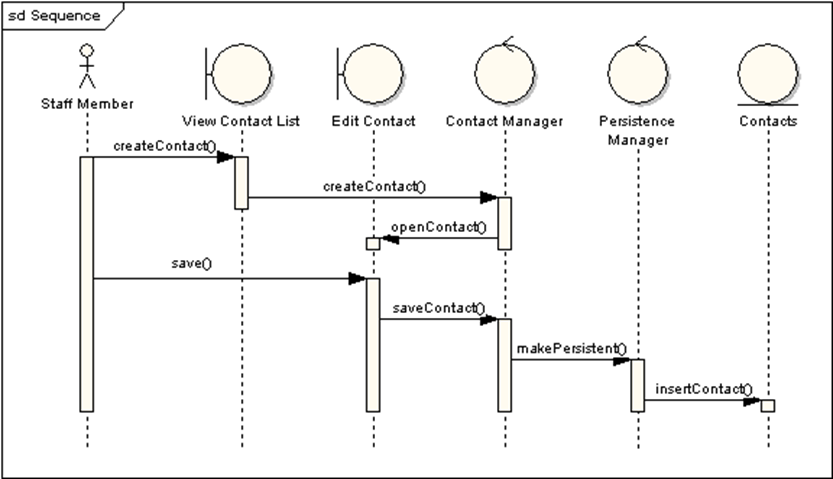 sd Sequence
Staff Member
View Contact List
Edit Contact
Contact Manager
Persistence
Manager
Contacts
createContact()
createContact()
openContact()
save()
saveContact()
makePersistent()
insertContact()